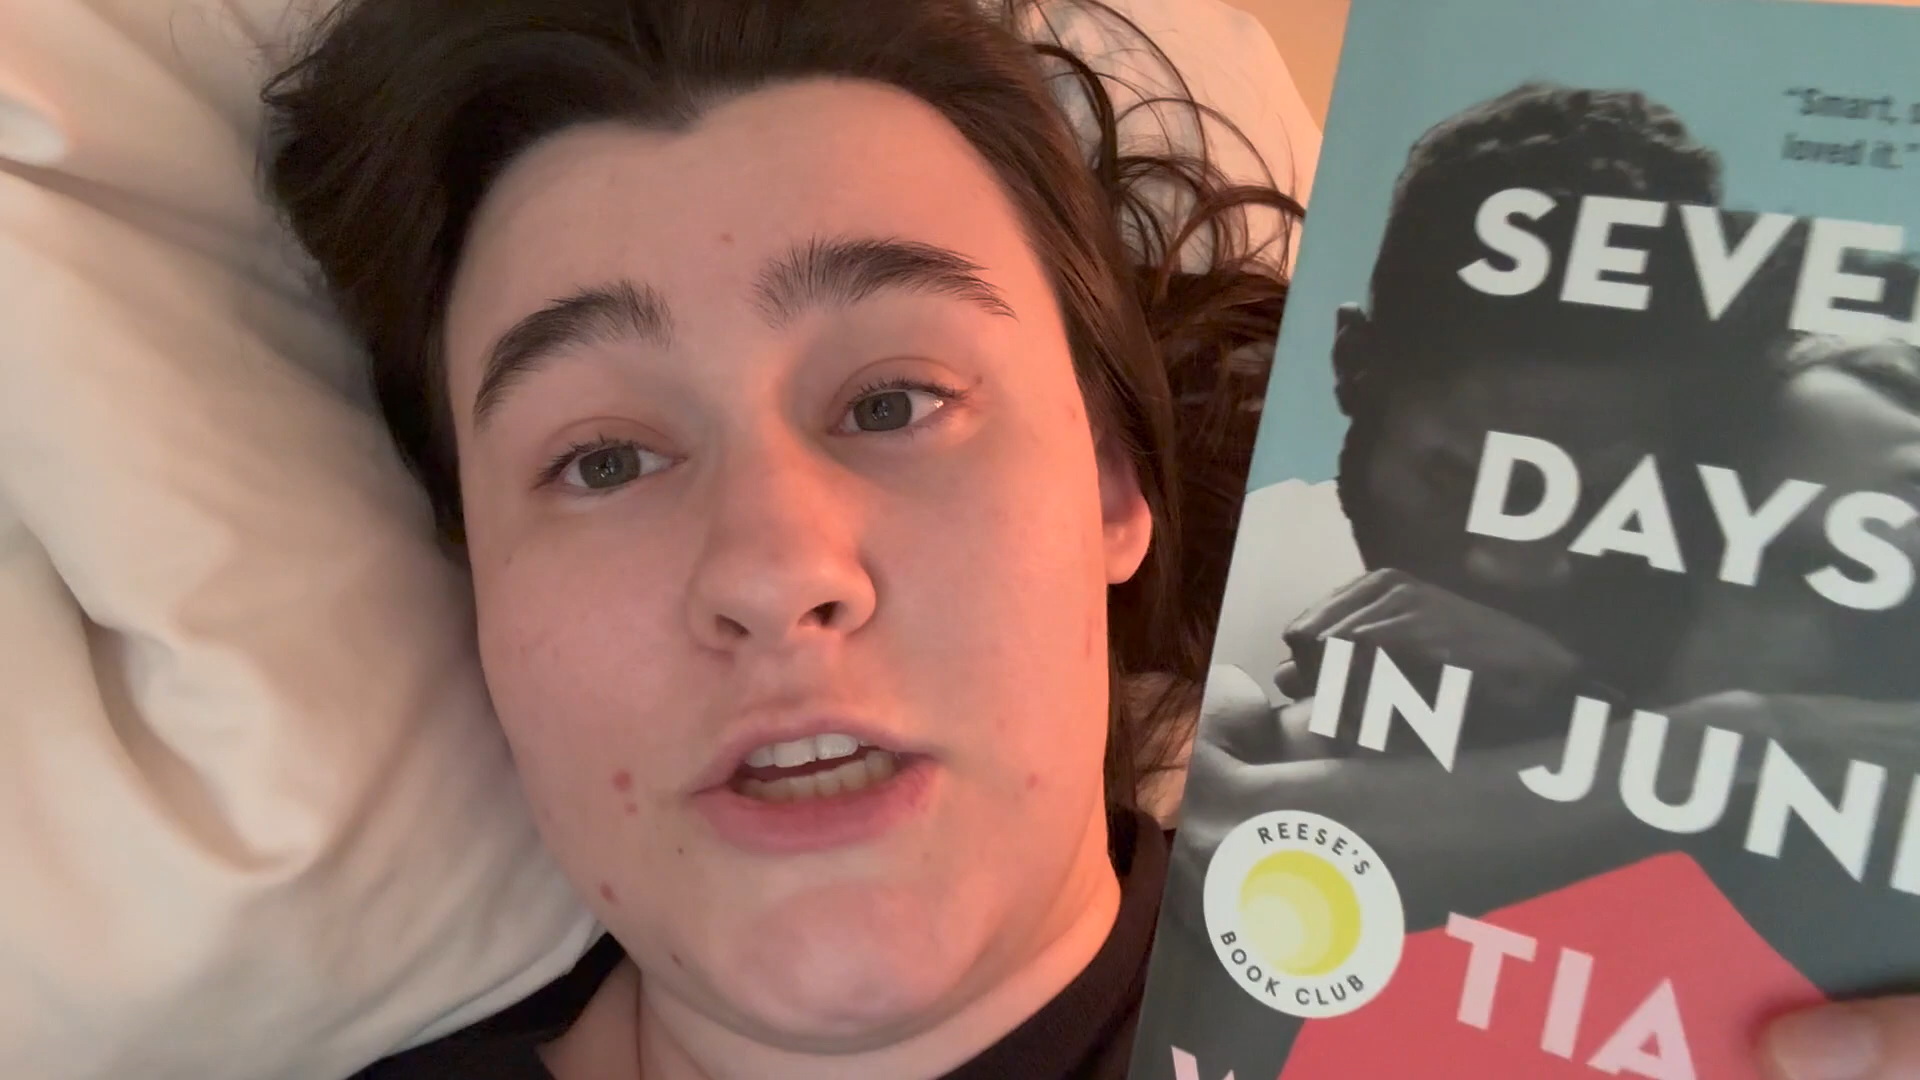 "Smart, s
loved it."
SEVE
DAYS
IN JUN
REESE'S
BOOK CLUB
TIA